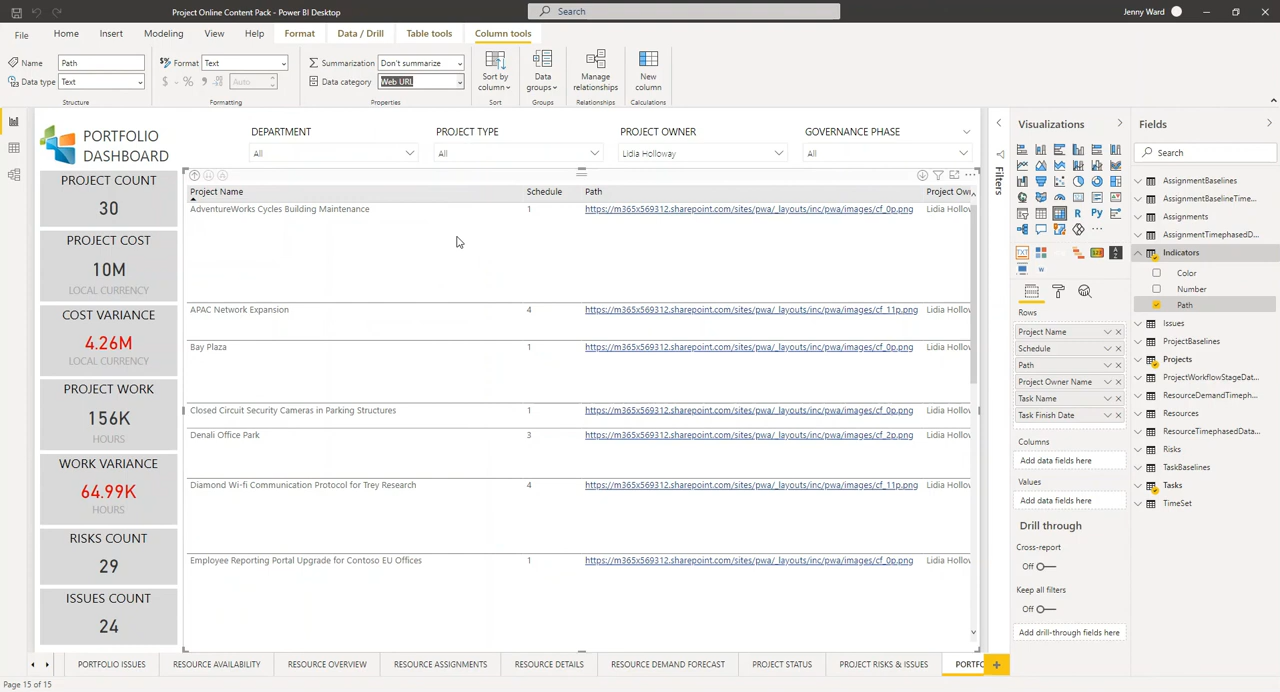 Project Online Content Pack - Power BI Desktop
Search
Jenny Ward
File
Home
Insert
Modeling
View
Help
Format
Data / Drill
Table tools
Column tools
Name
Path
Data type
Text
Structure
Format
Text
$
%
Auto
Formatting
Summarization
Don't summarize
Data category
Web URL
Properties
Sort by
column
Sort
Data
groups
Groups
Manage
relationships
Relationships
New
column
Calculations
PORTFOLIO
DASHBOARD
DEPARTMENT
All
PROJECT TYPE
All
PROJECT OWNER
Lidia Holloway
GOVERNANCE PHASE
All
PROJECT COUNT
30
PROJECT COST
10M
LOCAL CURRENCY
COST VARIANCE
4.26M
LOCAL CURRENCY
PROJECT WORK
156K
HOURS
WORK VARIANCE
64.99K
HOURS
RISKS COUNT
29
ISSUES COUNT
24
Project Name Schedule Path Project Own
AdventureWorks Cycles Building Maintenance 1 https://m365x569312.sharepoint.com/sites/pwa/_layouts/inc/pwa/images/cf_0p.png Lidia Hollow
APAC Network Expansion 4 https://m365x569312.sharepoint.com/sites/pwa/_layouts/inc/pwa/images/cf_11p.png Lidia Hollow
Bay Plaza 1 https://m365x569312.sharepoint.com/sites/pwa/_layouts/inc/pwa/images/cf_0p.png Lidia Hollow
Closed Circuit Security Cameras in Parking Structures 1 https://m365x569312.sharepoint.com/sites/pwa/_layouts/inc/pwa/images/cf_0p.png Lidia Hollow
Denali Office Park 3 https://m365x569312.sharepoint.com/sites/pwa/_layouts/inc/pwa/images/cf_2p.png Lidia Hollow
Diamond Wi-fi Communication Protocol for Trey Research 4 https://m365x569312.sharepoint.com/sites/pwa/_layouts/inc/pwa/images/cf_11p.png Lidia Hollow
Employee Reporting Portal Upgrade for Contoso EU Offices 1 https://m365x569312.sharepoint.com/sites/pwa/_layouts/inc/pwa/images/cf_0p.png Lidia Hollow
Filters
Visualizations
R
Py
Rows
Project Name
Schedule
Path
Project Owner Name
Task Name
Task Finish Date
Columns
Add data fields here
Values
Add data fields here
Drill through
Cross-report
Off
Keep all filters
Off
Add drill-through fields here
Fields
Search
AssignmentBaselines
AssignmentBaselineTime...
Assignments
AssignmentTimephasedD...
Indicators
Color
Number
Path
Issues
ProjectBaselines
Projects
ProjectWorkflowStageDat...
ResourceDemandTimeph...
Resources
ResourceTimephasedData...
Risks
TaskBaselines
Tasks
TimeSet
PORTFOLIO ISSUES
RESOURCE AVAILABILITY
RESOURCE OVERVIEW
RESOURCE ASSIGNMENTS
RESOURCE DETAILS
RESOURCE DEMAND FORECAST
PROJECT STATUS
PROJECT RISKS & ISSUES
PORTFO
Page 15 of 15